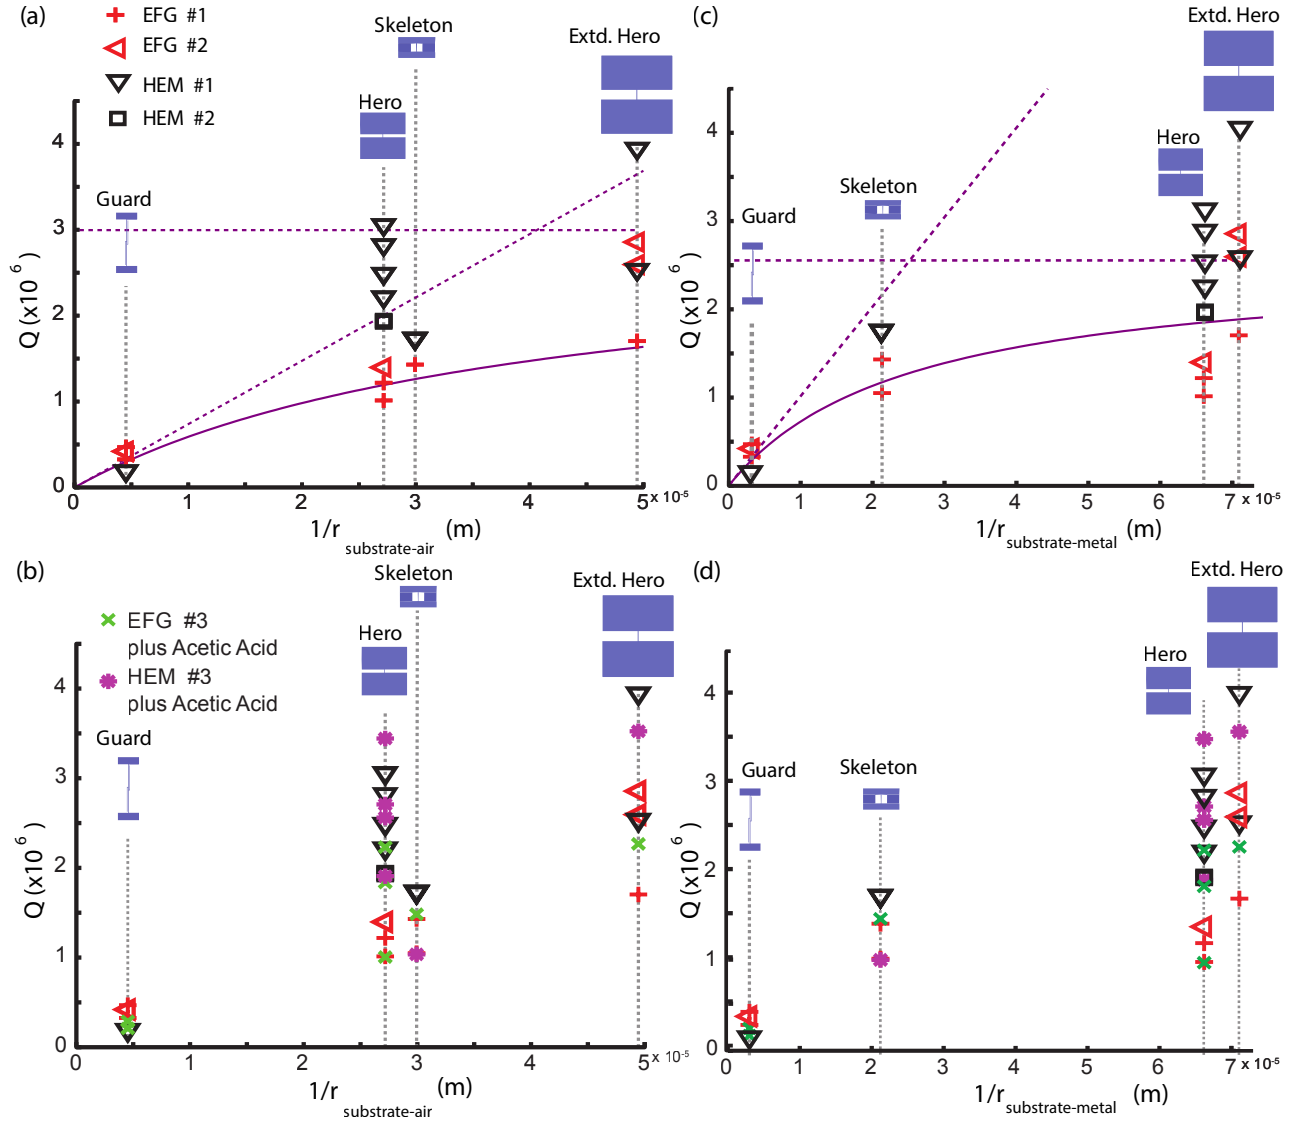 (a)
EFG #1
EFG #2
HEM #1
HEM #2
Skeleton
Extd. Hero
Hero
Guard
Q (x10 6 )
4
3
2
1
0
0 1 2 3 4 5 x 10 -5
1/r substrate-air (m)
(c)
Extd. Hero
Hero
Skeleton
Guard
Q (x10 6 )
4
3
2
1
0
0 1 2 3 4 5 6 7 x 10 -5
1/r substrate-metal (m)
(b)
EFG #3
plus Acetic Acid
HEM #3
plus Acetic Acid
Skeleton
Extd. Hero
Hero
Guard
Q (x10 6 )
4
3
2
1
0
0 1 2 3 4 5 x 10 -5
1/r substrate-air (m)
(d)
Extd. Hero
Hero
Skeleton
Guard
Q (x10 6 )
4
3
2
1
0
0 1 2 3 4 5 6 7 x 10 -5
1/r substrate-metal (m)